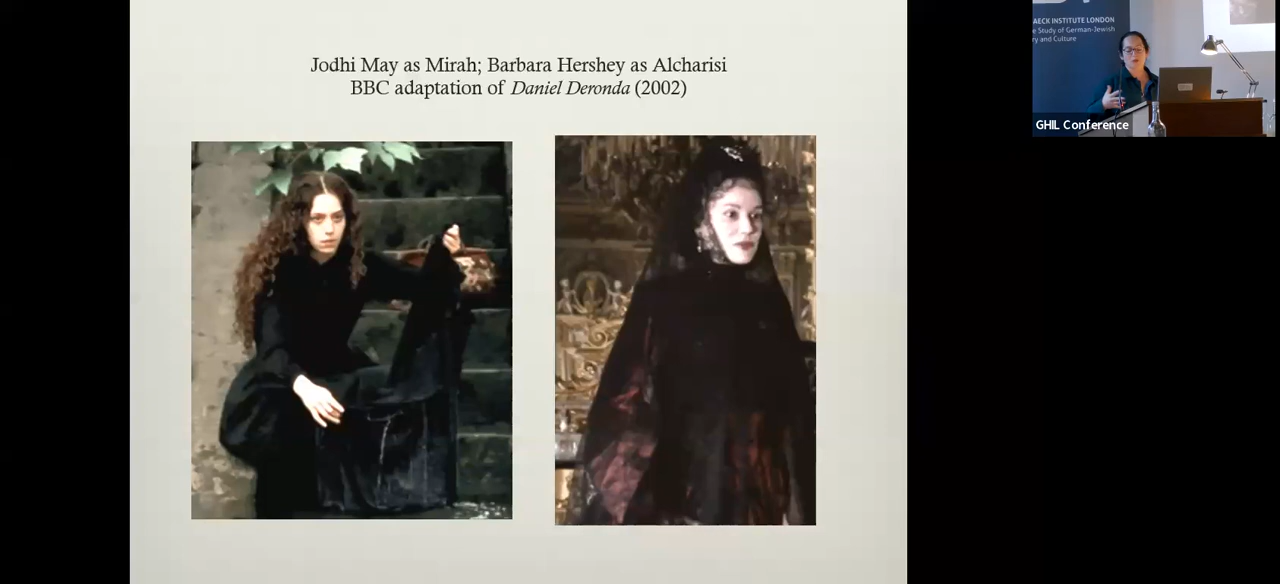 Jodhi May as Mirah; Barbara Hershey as Alcharisi
BBC adaptation of Daniel Deronda (2002)
AECK INSTITUTE LONDON
e Study of German-Jewish
ry and Culture
GHIL Conference